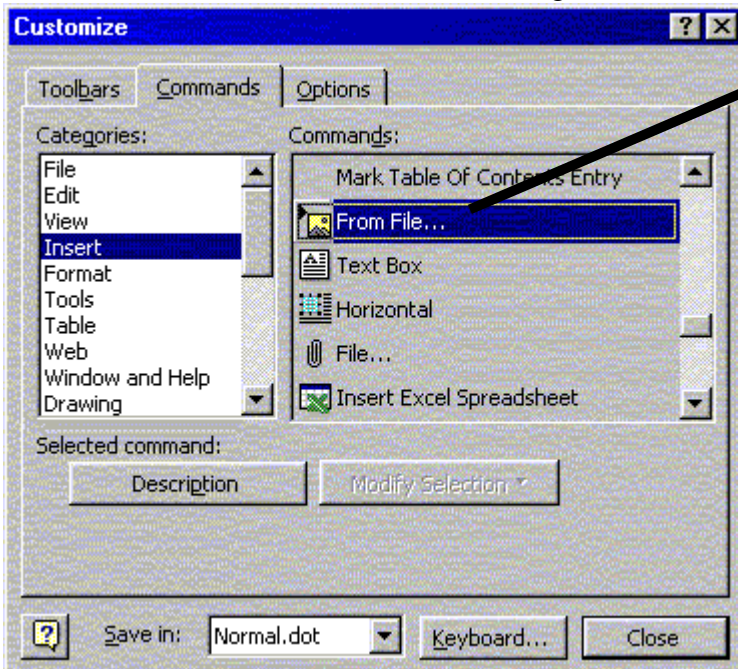 Customize
Toolbars Commands Options
Categories: Commands:
File
Edit
View
Insert
Format
Tools
Table
Web
Window and Help
Drawing
Mark Table Of Contents Entry
From File...
Text Box
Horizontal
File...
Insert Excel Spreadsheet
Selected command:
Description Modify Selection
Save in: Normal.dot Keyboard... Close